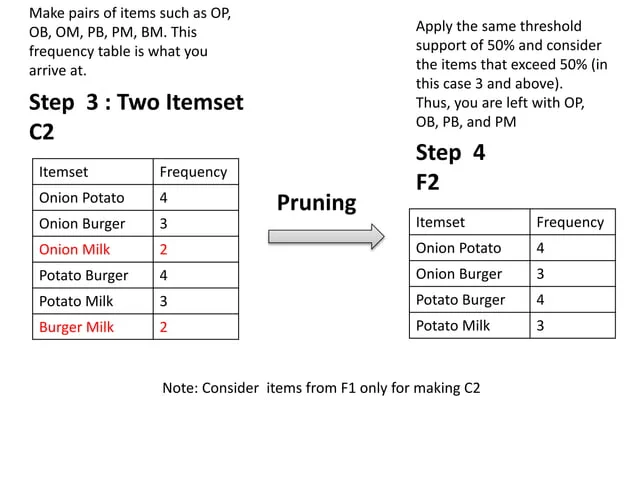 Make pairs of items such as OP,
OB, OM, PB, PM, BM. This
frequency table is what you
arrive at.
Step 3 : Two Itemset
C2
Itemset Frequency
Onion Potato 4
Onion Burger 3
Onion Milk 2
Potato Burger 4
Potato Milk 3
Burger Milk 2
Pruning
Apply the same threshold
support of 50% and consider
the items that exceed 50% (in
this case 3 and above).
Thus, you are left with OP,
OB, PB, and PM
Step 4
F2
Itemset Frequency
Onion Potato 4
Onion Burger 3
Potato Burger 4
Potato Milk 3
Note: Consider items from F1 only for making C2